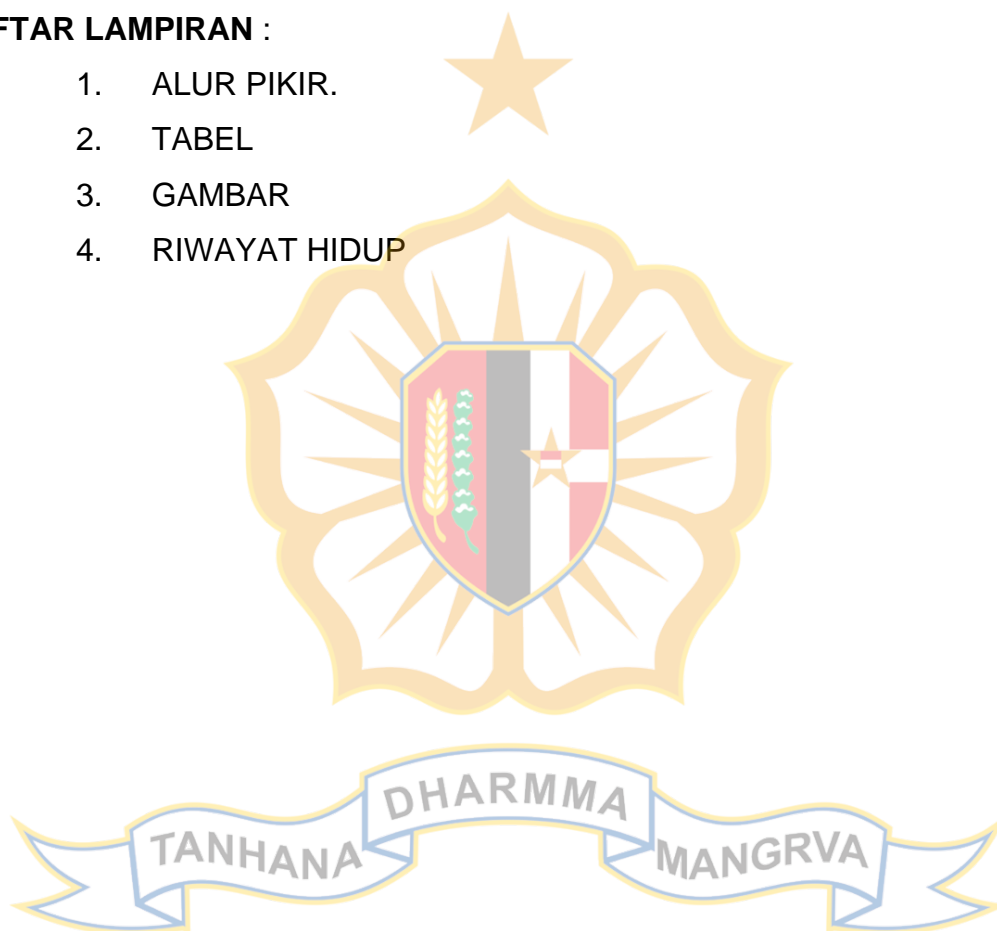 FTAR LAMPIRAN :
1. ALUR PIKIR.
2. TABEL
3. GAMBAR
4. RIWAYAT HIDUP
TANHANA DHARMMA MANGRVA